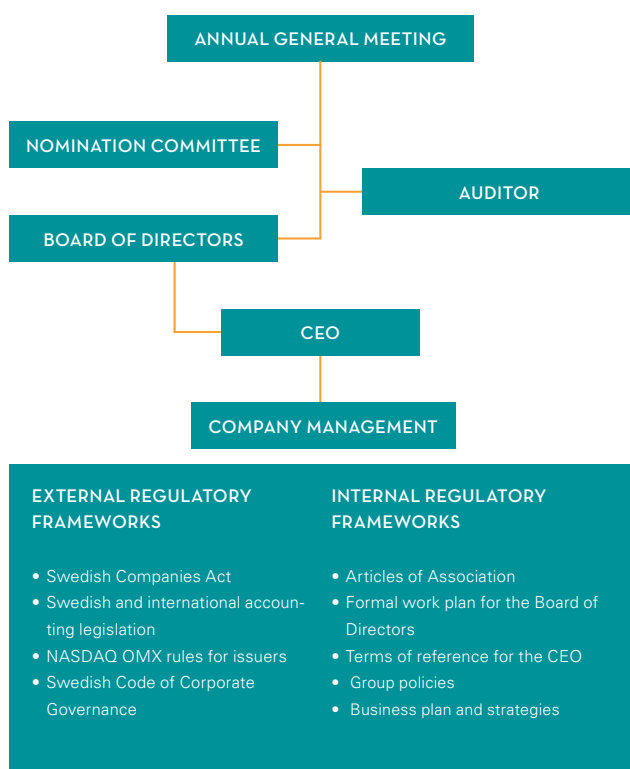 ANNUAL GENERAL MEETING
NOMINATION COMMITTEE
AUDITOR
BOARD OF DIRECTORS
CEO
COMPANY MANAGEMENT
EXTERNAL REGULATORY
FRAMEWORKS
• Swedish Companies Act
• Swedish and international accoun-
ting legislation
• NASDAQ OMX rules for issuers
• Swedish Code of Corporate
Governance
INTERNAL REGULATORY
FRAMEWORKS
• Articles of Association
• Formal work plan for the Board of
Directors
• Terms of reference for the CEO
• Group policies
• Business plan and strategies